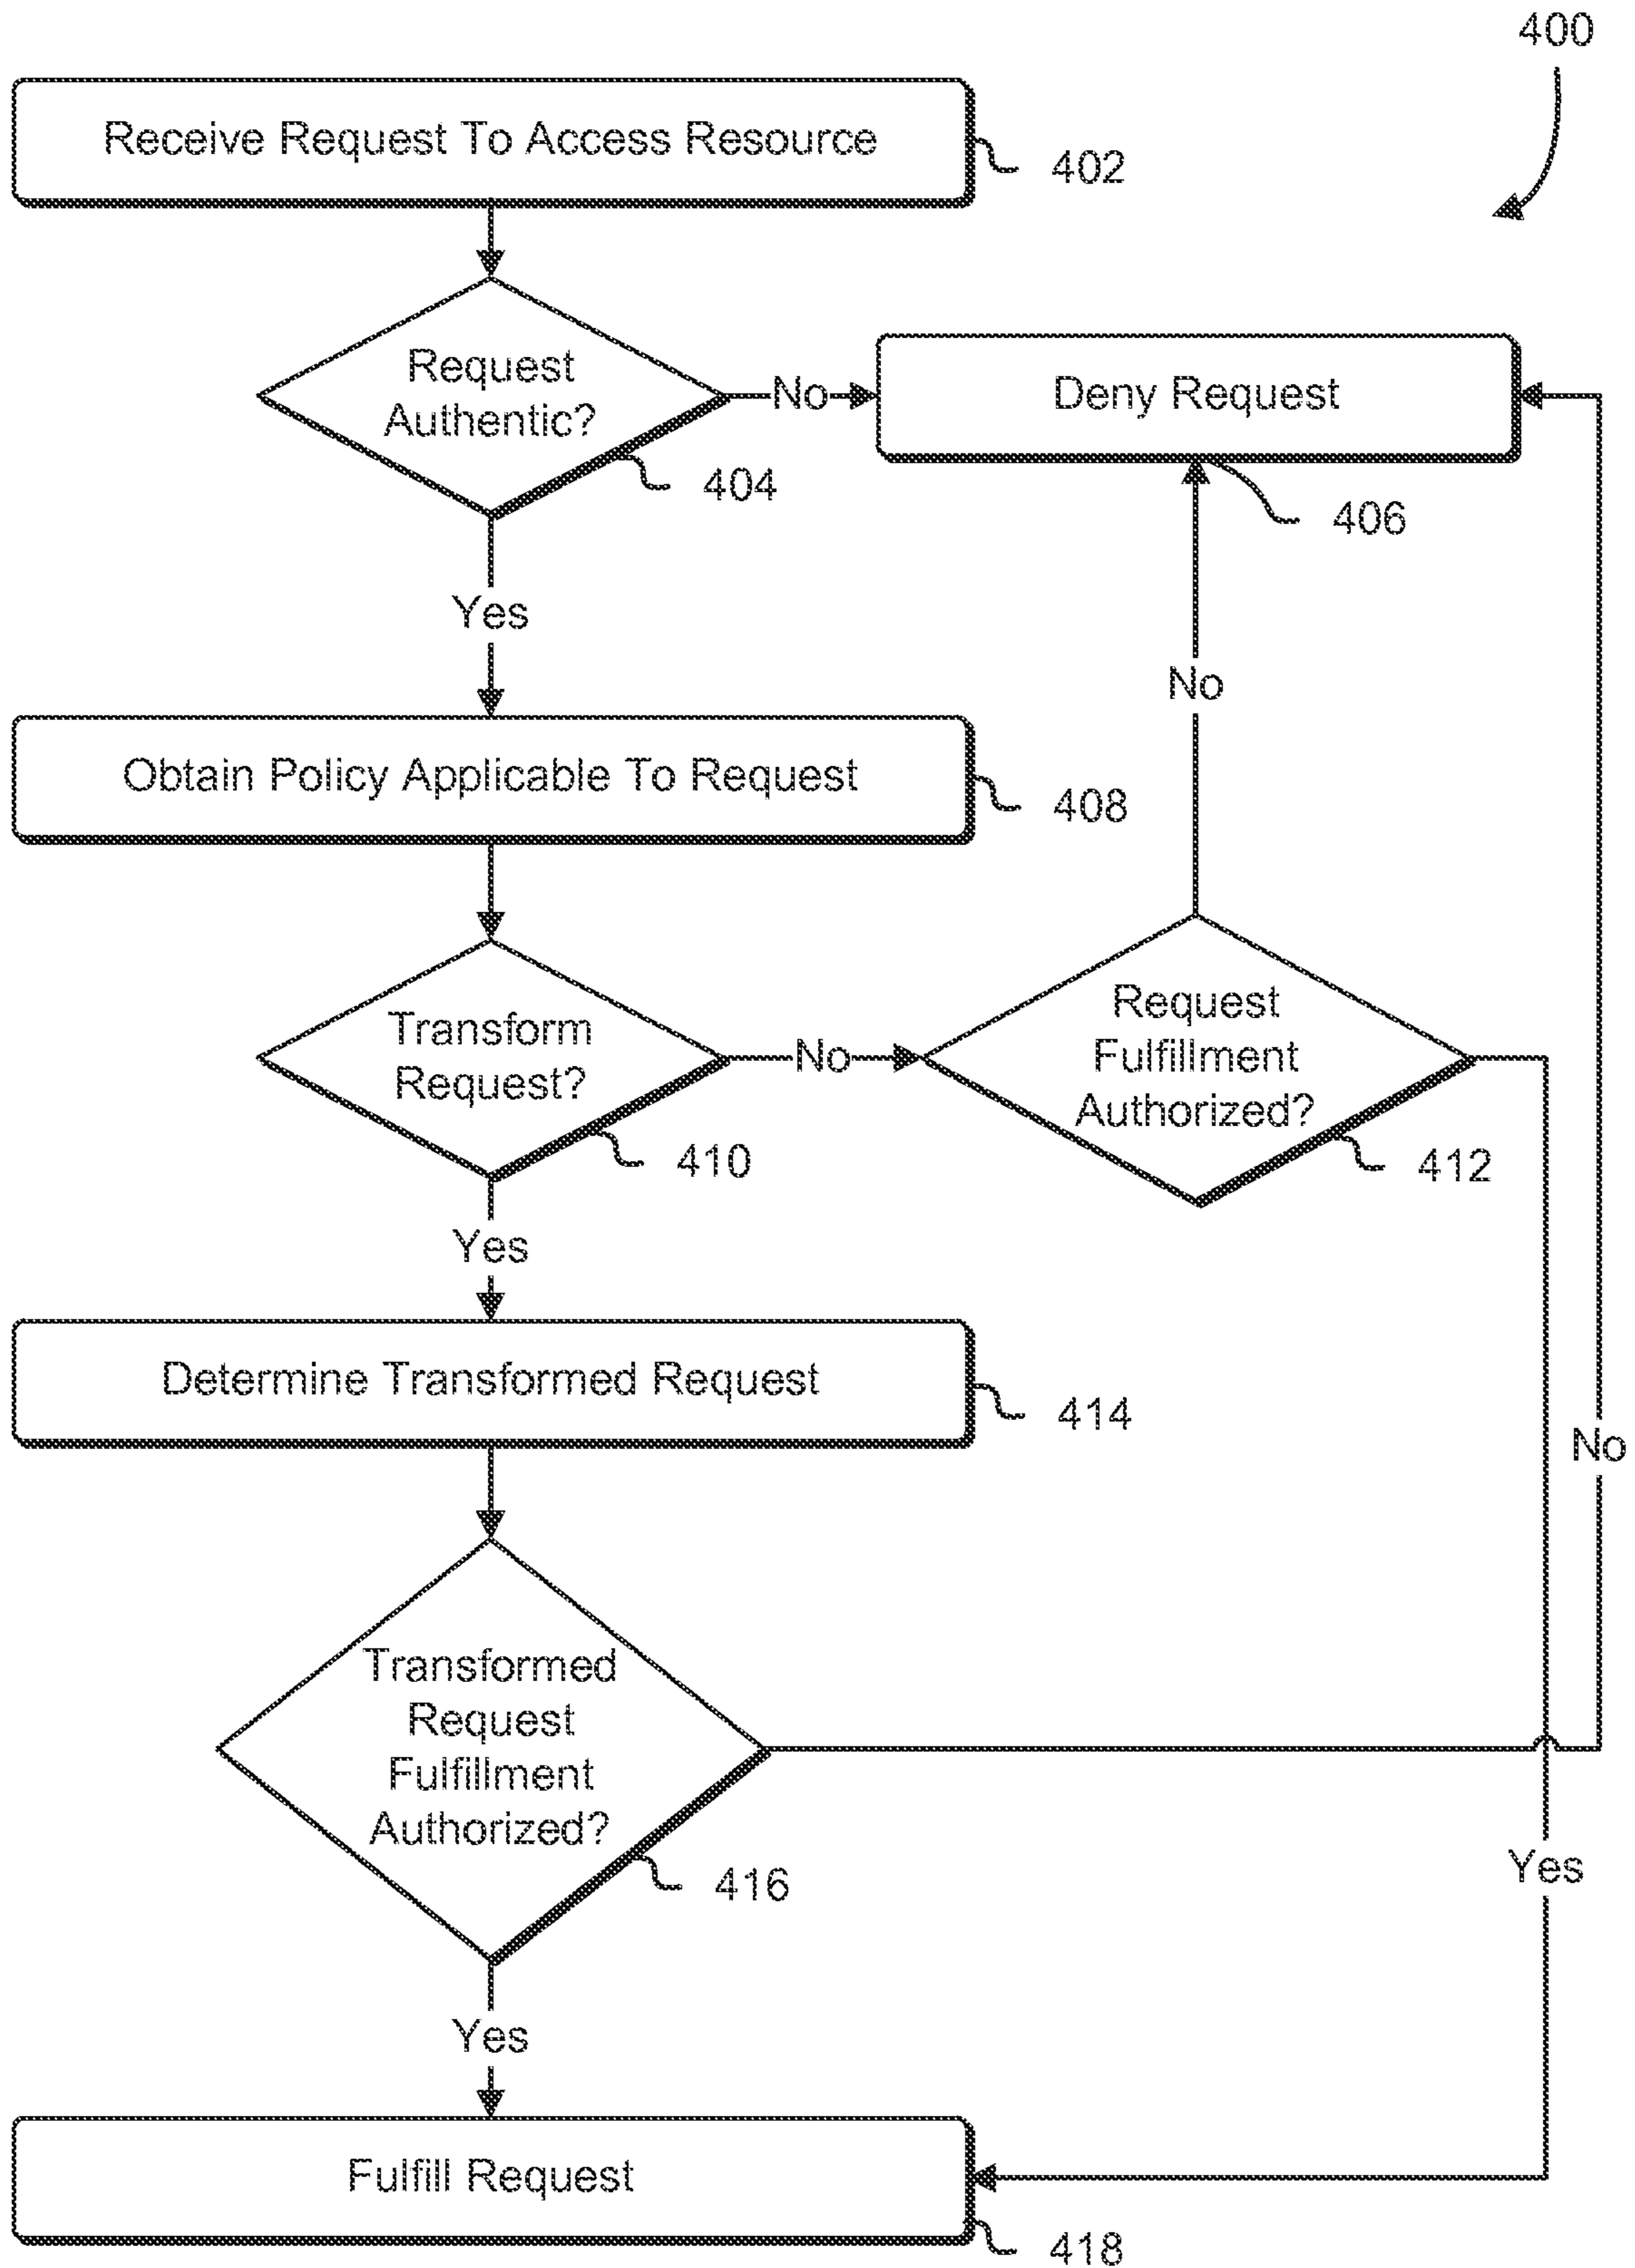 400
Receive Request To Access Resource
402
Request
Authentic?
No
Deny Request
404
406
Yes
No
Obtain Policy Applicable To Request
408
Transform
Request?
No
Request
Fulfillment
Authorized?
410
412
Yes
Determine Transformed Request
414
No
Transformed
Request
Fulfillment
Authorized?
416
Yes
Yes
Fulfill Request
418